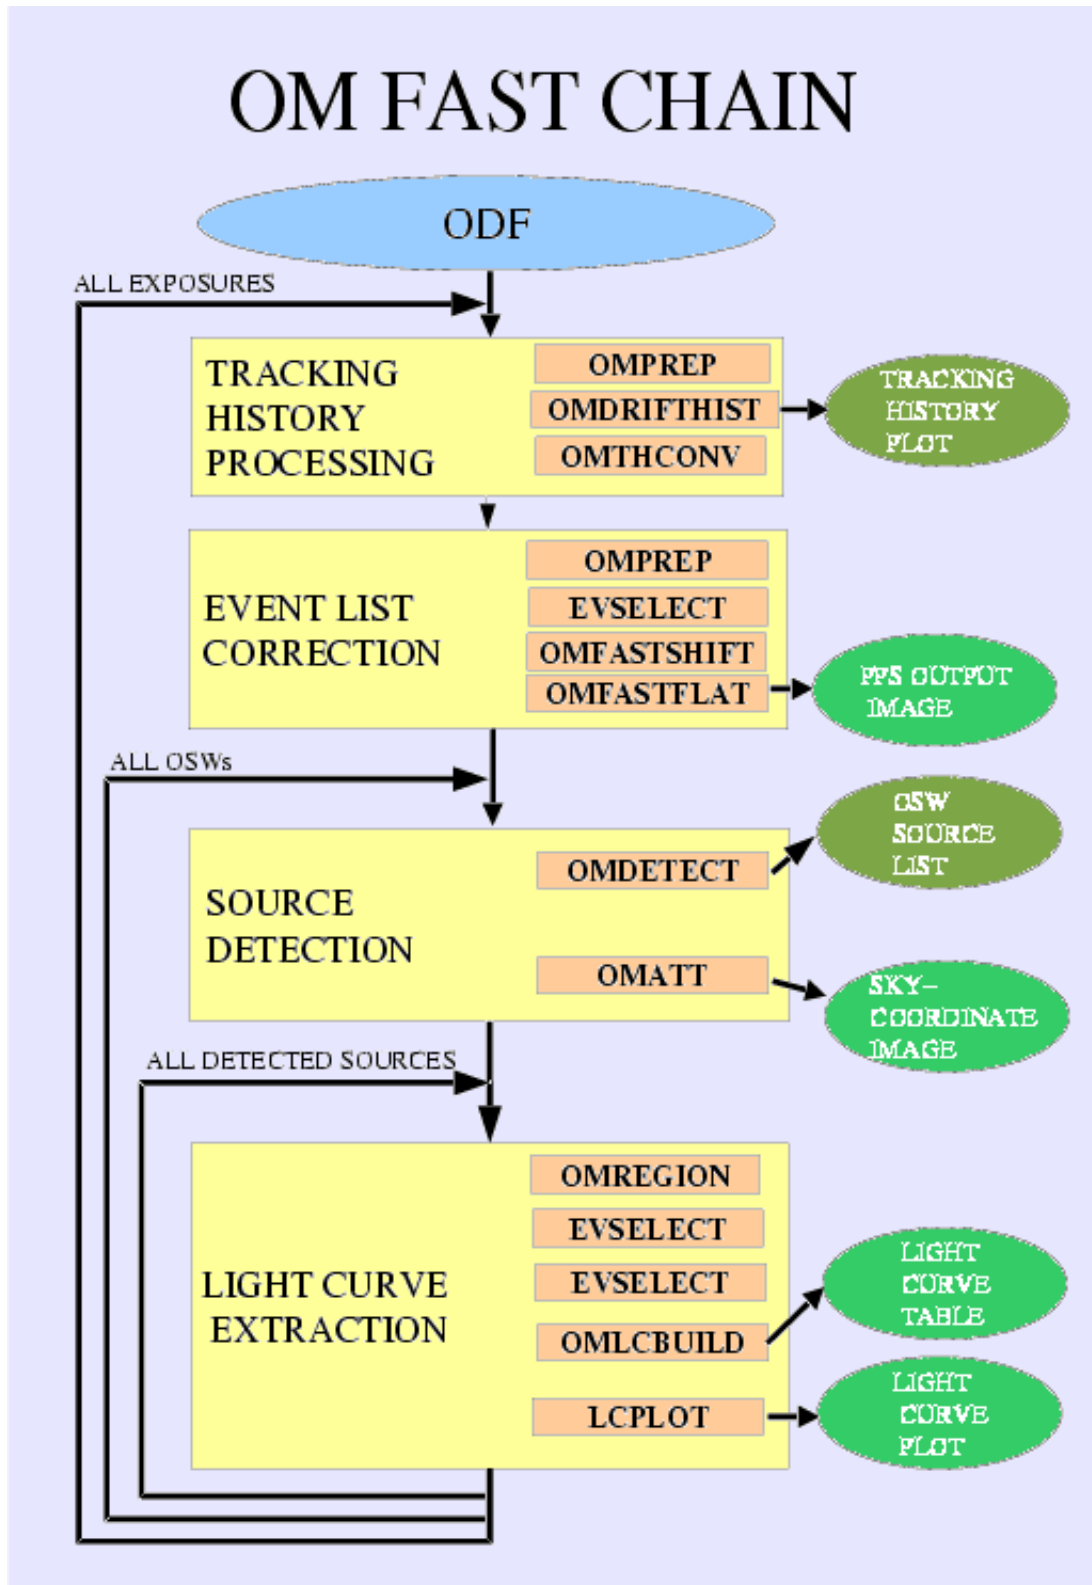 OM FAST CHAIN
ODF
ALL EXPOSURES
TRACKING
HISTORY
PROCESSING
OMPREP
OMDRIFTHIST
OMTHCONV
TRACKING
HISTORY
PLOT
EVENT LIST
CORRECTION
OMPREP
EVSELECT
OMFASTSHIFT
OMFASTFLAT
PPS OUTPUT
IMAGE
ALL OSWs
SOURCE
DETECTION
OMDETECT
OMATT
OSW
SOURCE
LIST
SKY-
COORDINATE
IMAGE
ALL DETECTED SOURCES
LIGHT CURVE
EXTRACTION
OMREGION
EVSELECT
EVSELECT
OMLCBUILD
LCPLOT
LIGHT
CURVE
TABLE
LIGHT
CURVE
PLOT